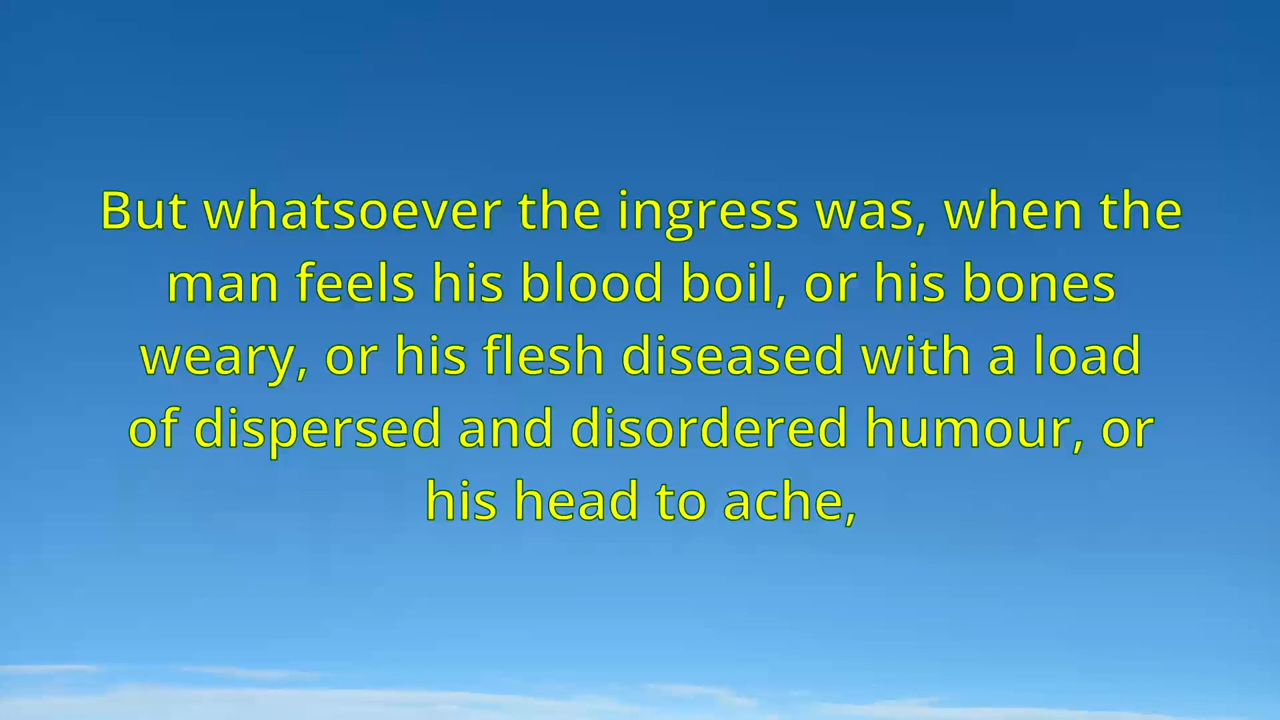 But whatsoever the ingress was, when the
man feels his blood boil, or his bones
weary, or his flesh diseased with a load
of dispersed and disordered humour, or
his head to ache,